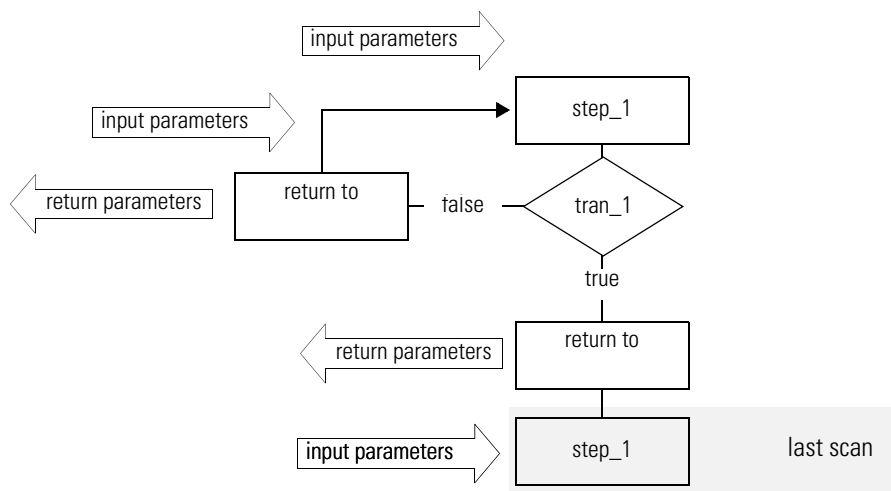 input parameters
step_1
input parameters
return to
return parameters
false
tran_1
true
return to
return parameters
step_1
input parameters
last scan